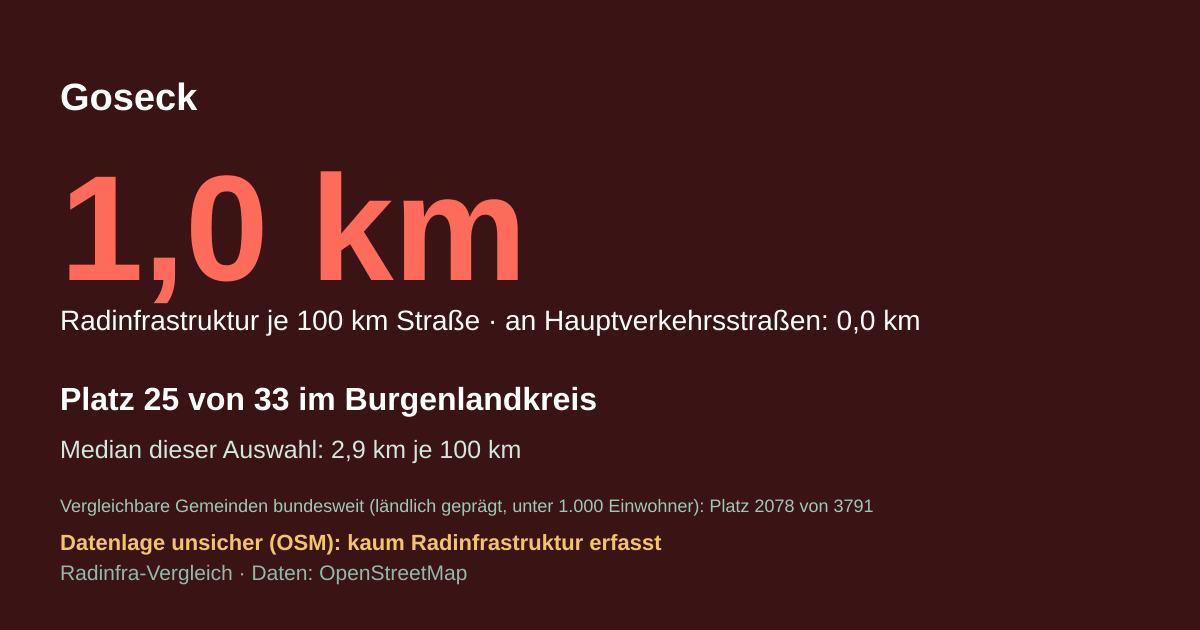 Goseck
1,0 km
Radinfrastruktur je 100 km Straße · an Hauptverkehrsstraßen: 0,0 km
Platz 25 von 33 im Burgenlandkreis
Median dieser Auswahl: 2,9 km je 100 km
Vergleichbare Gemeinden bundesweit (ländlich geprägt, unter 1.000 Einwohner): Platz 2078 von 3791
Datenlage unsicher (OSM): kaum Radinfrastruktur erfasst
Radinfra-Vergleich · Daten: OpenStreetMap